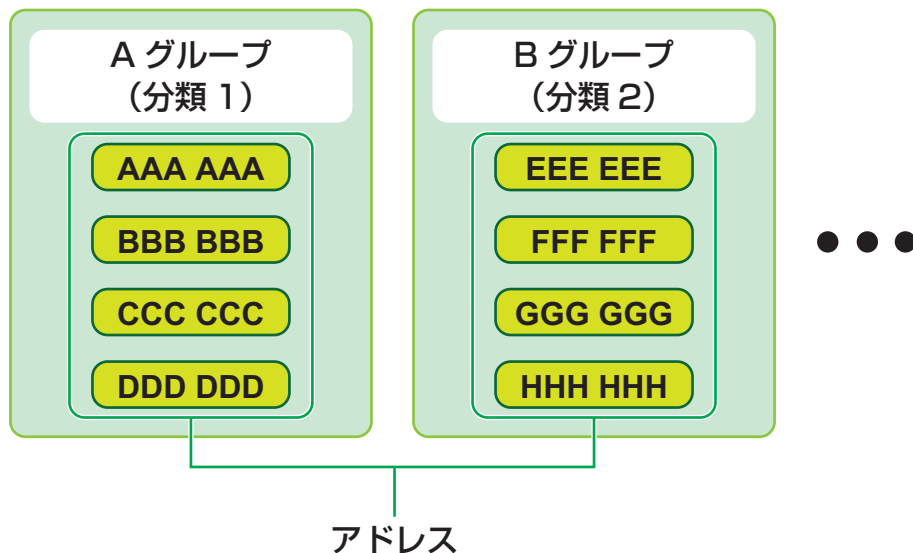 A グループ
（分類 1）
AAA AAA
BBB BBB
CCC CCC
DDD DDD
B グループ
（分類 2）
EEE EEE
FFF FFF
GGG GGG
HHH HHH
アドレス